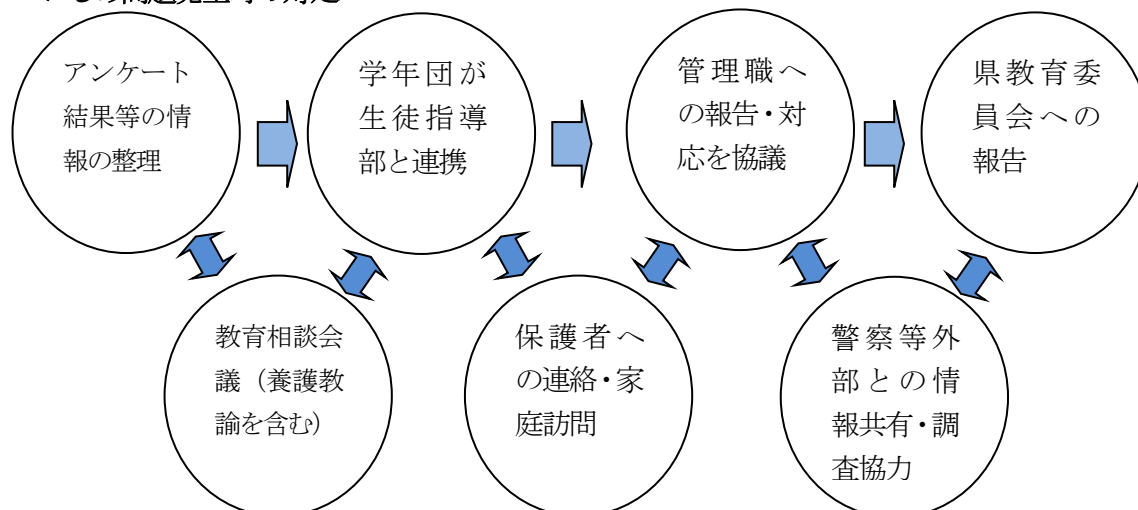 アンケート
結果等の情
報の整理
学年団が
生徒指導
部と連携
管理職へ
の報告・対
応を協議
県教育委
員会への
報告
教育相談会
議（養護教
諭を含む）
保護者へ
の連絡・家
庭訪問
警察等外
部との情
報共有・調
査協力